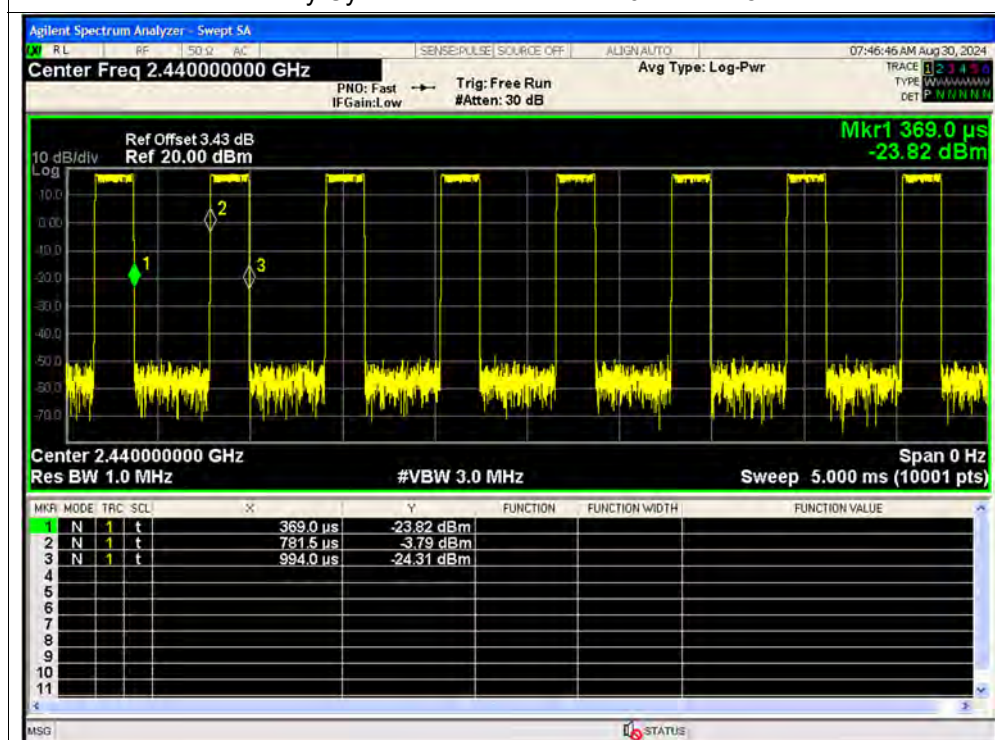 Agilent Spectrum Analyzer - Swept SA
RL RF 50 Ω AC SENSE:PULSE SOURCE OFF ALIGN AUTO 07:46:46 AM Aug 30, 2024
Center Freq 2.440000000 GHz
PNO: Fast
IFGain:Low
Trig: Free Run
#Atten: 30 dB
Avg Type: Log-Pwr
TRACE 1 2 3 4 5 6
TYPE
DET P N N N N N
Ref Offset 3.43 dB
10 dB/div Ref 20.00 dBm
Log
Mkr1 369.0 µs
-23.82 dBm
10.0
0.00
-10.0
-20.0
-30.0
-40.0
-50.0
-60.0
-70.0
1
2
3
Center 2.440000000 GHz Span 0 Hz
Res BW 1.0 MHz #VBW 3.0 MHz Sweep 5.000 ms (10001 pts)
MKR MODE TRC SCL X Y FUNCTION FUNCTION WIDTH FUNCTION VALUE
1 N 1 t 369.0 µs -23.82 dBm
2 N 1 t 781.5 µs -3.79 dBm
3 N 1 t 994.0 µs -24.31 dBm
4
5
6
7
8
9
10
11
MSG STATUS